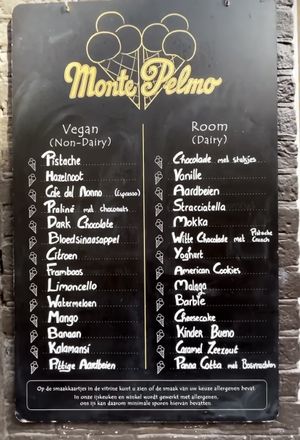 Monte Pelmo
Vegan
(Non-Dairy)
Pistache
Hazelnoot
Cafe del Nonno (Espresso)
Praliné met choconuts
Dark Chocolate
Bloedsinaasappel
Citroen
Framboos
Limoncello
Watermeloen
Mango
Banaan
Kalamansi
Pittige Aardbeien
Room
(Dairy)
Chocolade met stukjes
Vanille
Aardbeien
Stracciatella
Mokka
Witte Chocolade met Pistache Crunch
Yoghurt
American Cookies
Malaga
Barbie
Cheesecake
Kinder Bueno
Caramel Zeezout
Panna Cotta met Bosvruchten
Op de smaakkaartjes in de vitrine kunt u zien of de smaak van uw keuze allergenen bevat.
In onze ijskeuken en winkel wordt gewerkt met allergenen.
ons ijs kan daarom minimale sporen hiervan bevatten.